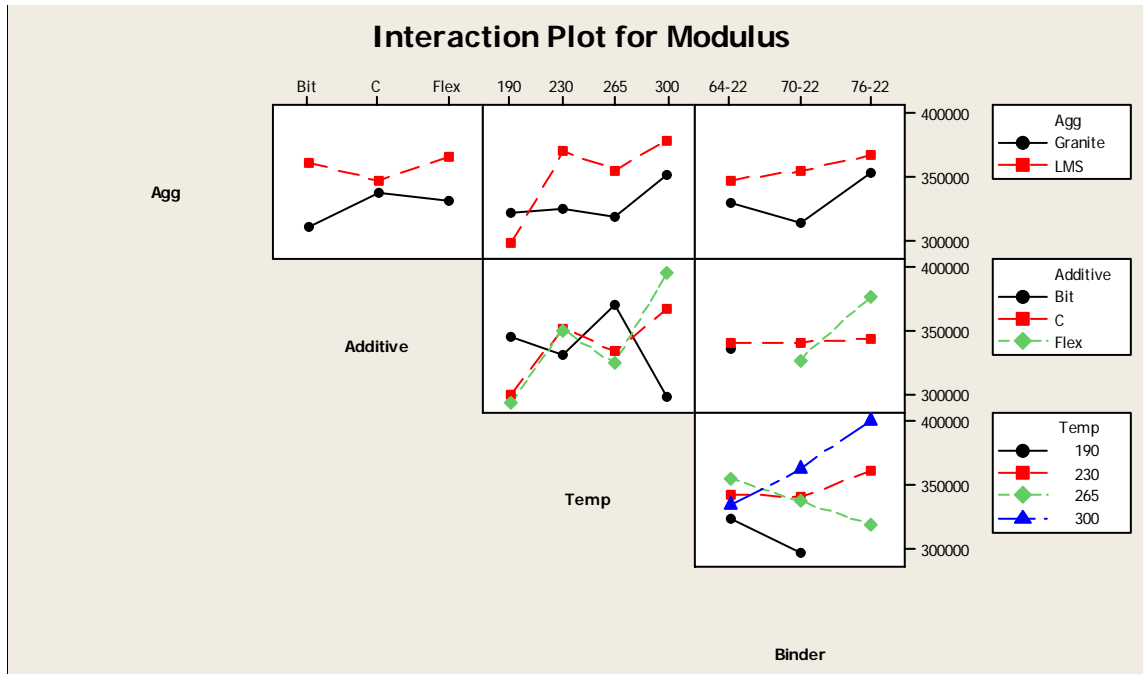 Interaction Plot for Modulus
Bit C Flex 190 230 265 300 64-22 70-22 76-22
400000
350000
300000
Agg
Agg
Granite
LMS
400000
350000
300000
Additive
Additive
Bit
C
Flex
400000
350000
300000
Temp
Temp
190
230
265
300
Binder